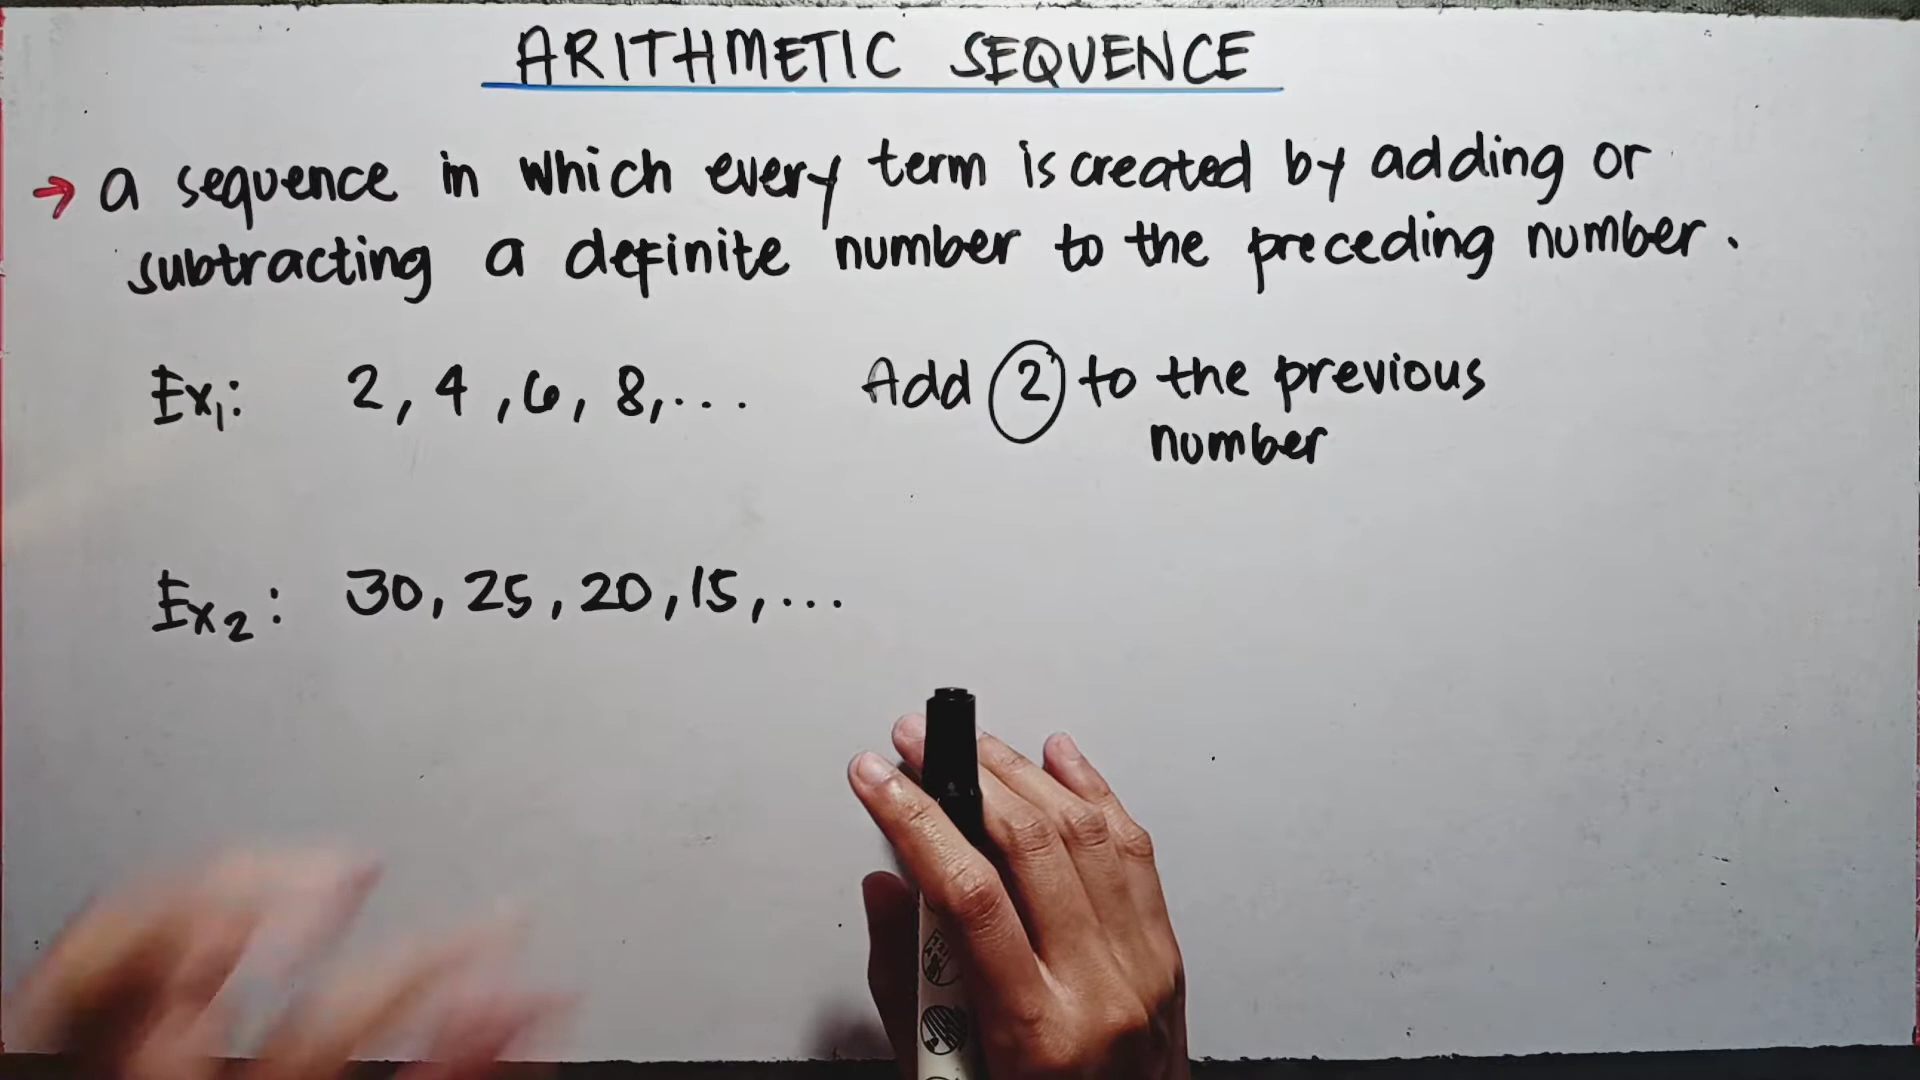 ARITHMETIC SEQUENCE
→ a sequence in which every term is created by adding or
subtracting a definite number to the preceding number.
Ex₁: 2, 4, 6, 8, ... Add 2 to the previous
number
Ex₂: 30, 25, 20, 15, ...